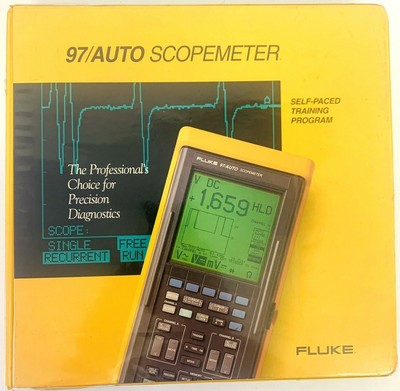 97/AUTO SCOPEMETER
SELF-PACED
TRAINING
PROGRAM
The Professional's
Choice for
Precision
Diagnostics
SCOPE:
SINGLE FREE
RECURRENT RUN
FLUKE 97·AUTO SCOPEMETER
V DC
+1.659 HLD
FLUKE